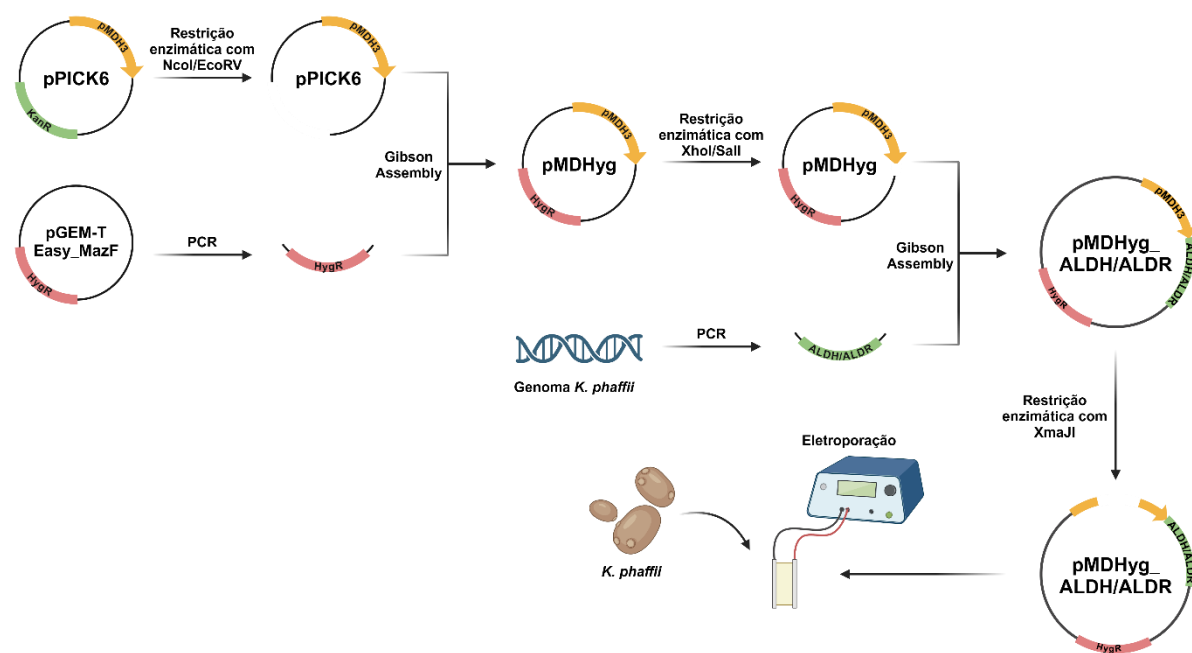 pMDH3
pPICK6
KanR
Restrição
enzimática com
NcoI/EcoRV
pMDH3
pPICK6
pGEM-T
Easy_MazF
HygR
PCR
HygR
Gibson
Assembly
pMDH3
pMDHyg
HygR
Restrição
enzimática com
XhoI/SalI
pMDH3
pMDHyg
HygR
Genoma K. phaffii
PCR
ALDH/ALDR
Gibson
Assembly
pMDH3
pMDHyg_
ALDH/ALDR
ALDH/ALDR
HygR
Restrição
enzimática com
XmaJI
Eletroporação
K. phaffii
ALDH/ALDR
pMDHyg_
ALDH/ALDR
HygR